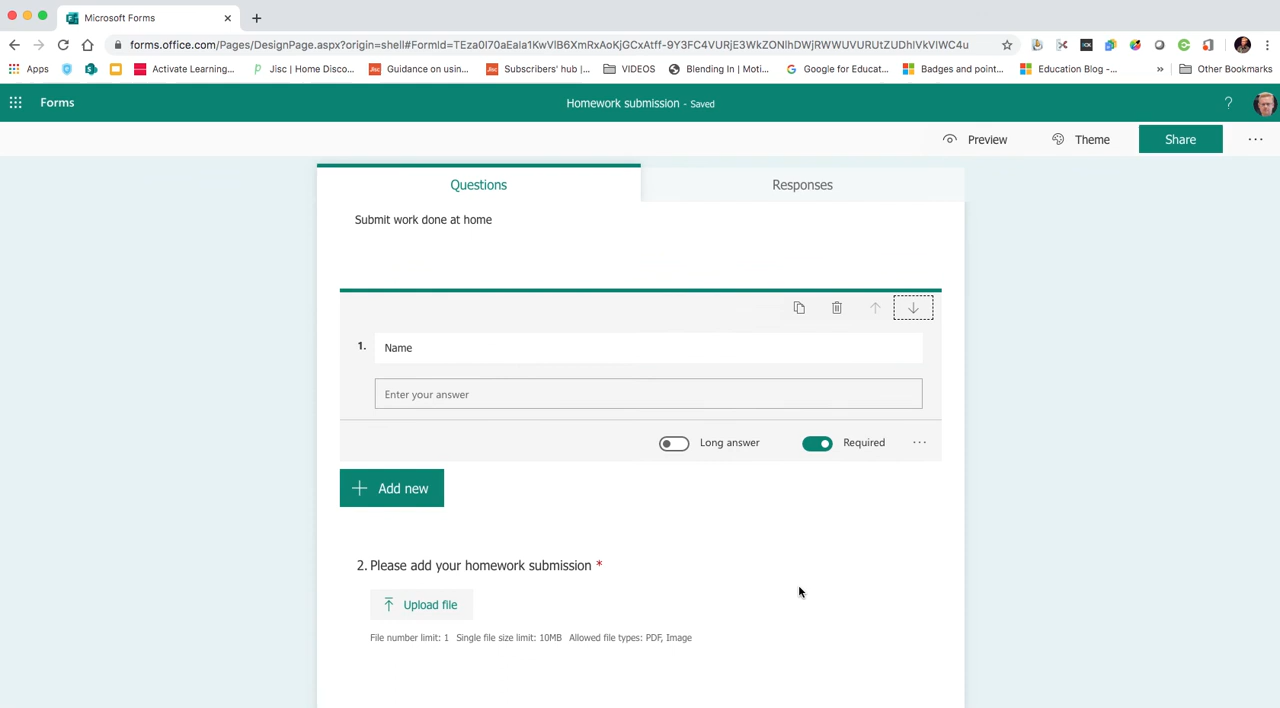 Microsoft Forms
forms.office.com/Pages/DesignPage.aspx?origin=shell#FormId=TEza0I70aEaIa1KwVlB6XmRxAoKjGCxAtff-9Y3FC4VURjE3WkZONlhDWjRWWUVURUtZUDhIVkVIWC4u
Apps
Activate Learning...
Jisc | Home Disco...
Guidance on usin...
Subscribers' hub |...
VIDEOS
Blending In | Moti...
Google for Educat...
Badges and point...
Education Blog -...
»
Other Bookmarks
Forms
Homework submission - Saved
?
Preview
Theme
Share
Questions
Responses
Submit work done at home
1. Name
Enter your answer
Long answer
Required
Add new
2. Please add your homework submission *
Upload file
File number limit: 1 Single file size limit: 10MB Allowed file types: PDF, Image